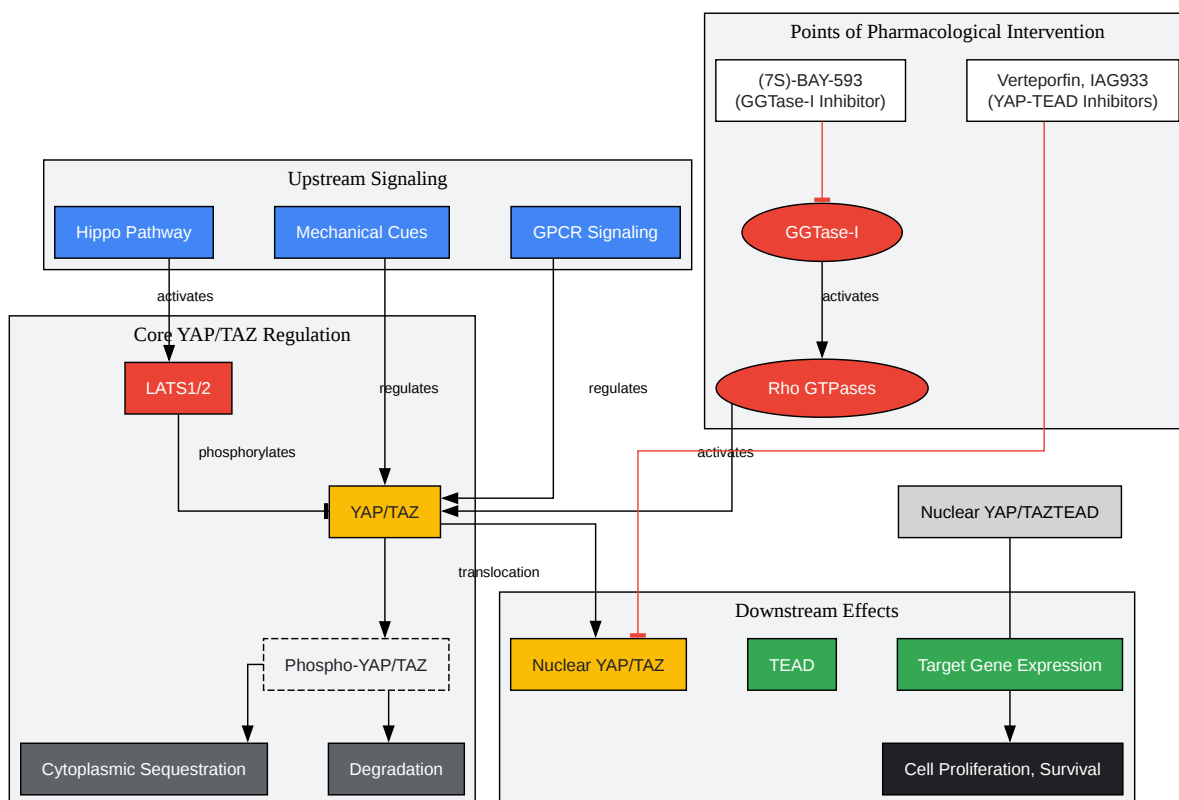 Points of Pharmacological Intervention
(7S)-BAY-593
(GGTase-I Inhibitor)
Verteporfin, IAG933
(YAP-TEAD Inhibitors)
Upstream Signaling
Hippo Pathway
Mechanical Cues
GPCR Signaling
GGTase-I
activates
activates
Core YAP/TAZ Regulation
LATS1/2
regulates
regulates
Rho GTPases
phosphorylates
activates
YAP/TAZ
Nuclear YAP/TAZTEAD
translocation
Downstream Effects
Phospho-YAP/TAZ
Nuclear YAP/TAZ
TEAD
Target Gene Expression
Cytoplasmic Sequestration
Degradation
Cell Proliferation, Survival